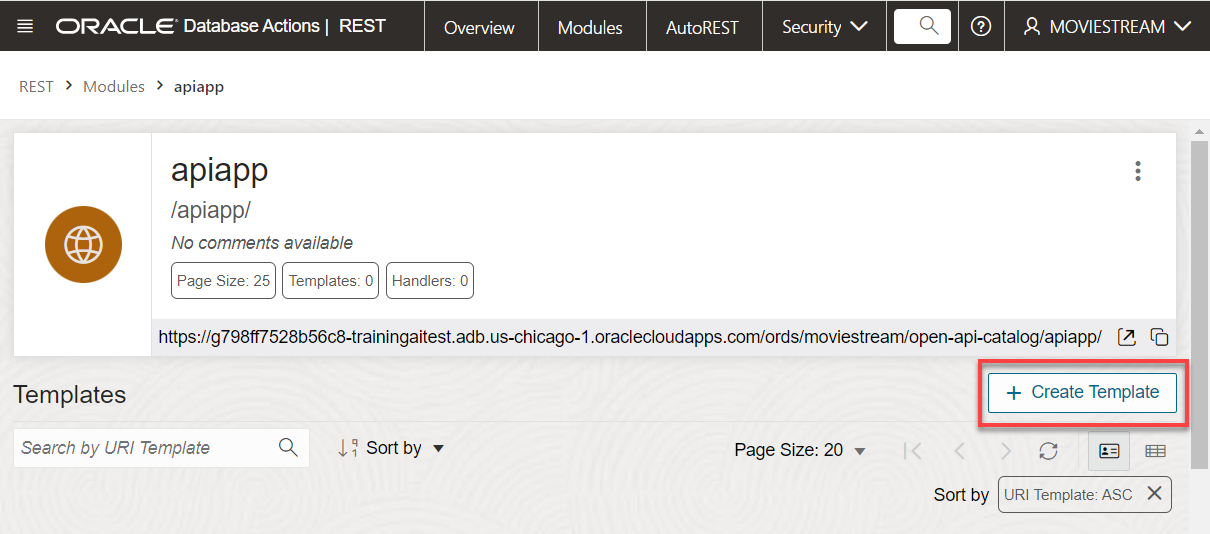 ORACLE Database Actions | REST Overview Modules AutoREST Security MOVIESTREAM
REST > Modules > apiapp
apiapp
/apiapp/
No comments available
Page Size: 25 Templates: 0 Handlers: 0
https://g798ff7528b56c8-trainingaitest.adb.us-chicago-1.oraclecloudapps.com/ords/moviestream/open-api-catalog/apiapp/
Templates + Create Template
Search by URI Template Sort by Page Size: 20
Sort by URI Template: ASC